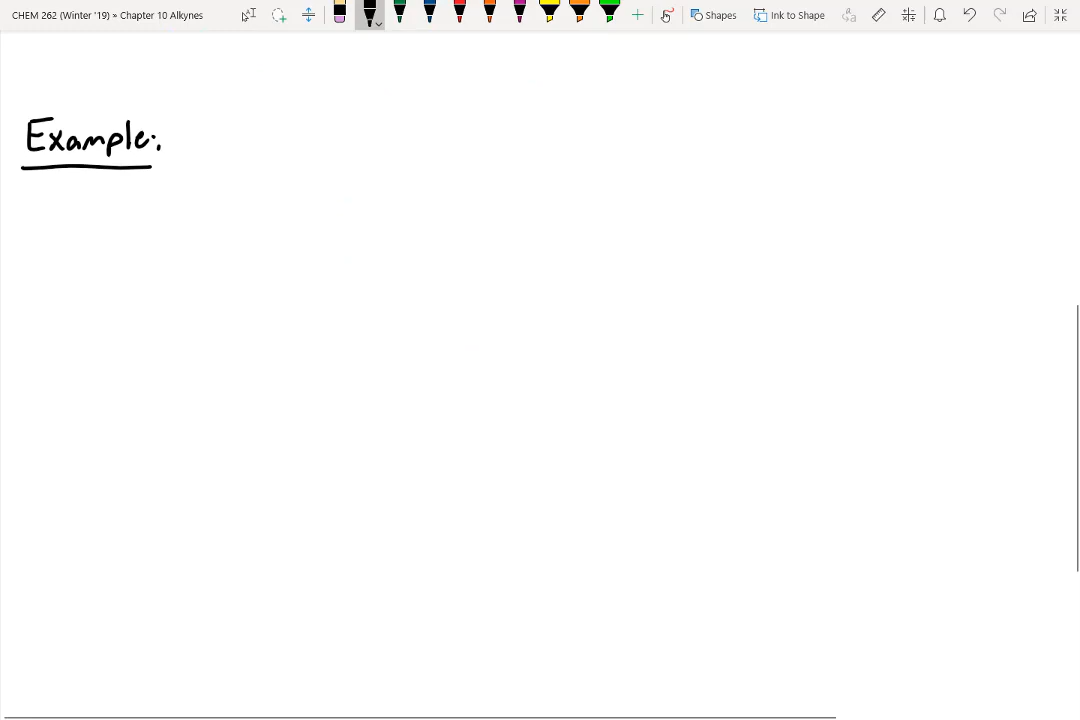 CHEM 262 (Winter '19) » Chapter 10 Alkynes
Shapes
Ink to Shape
Example: